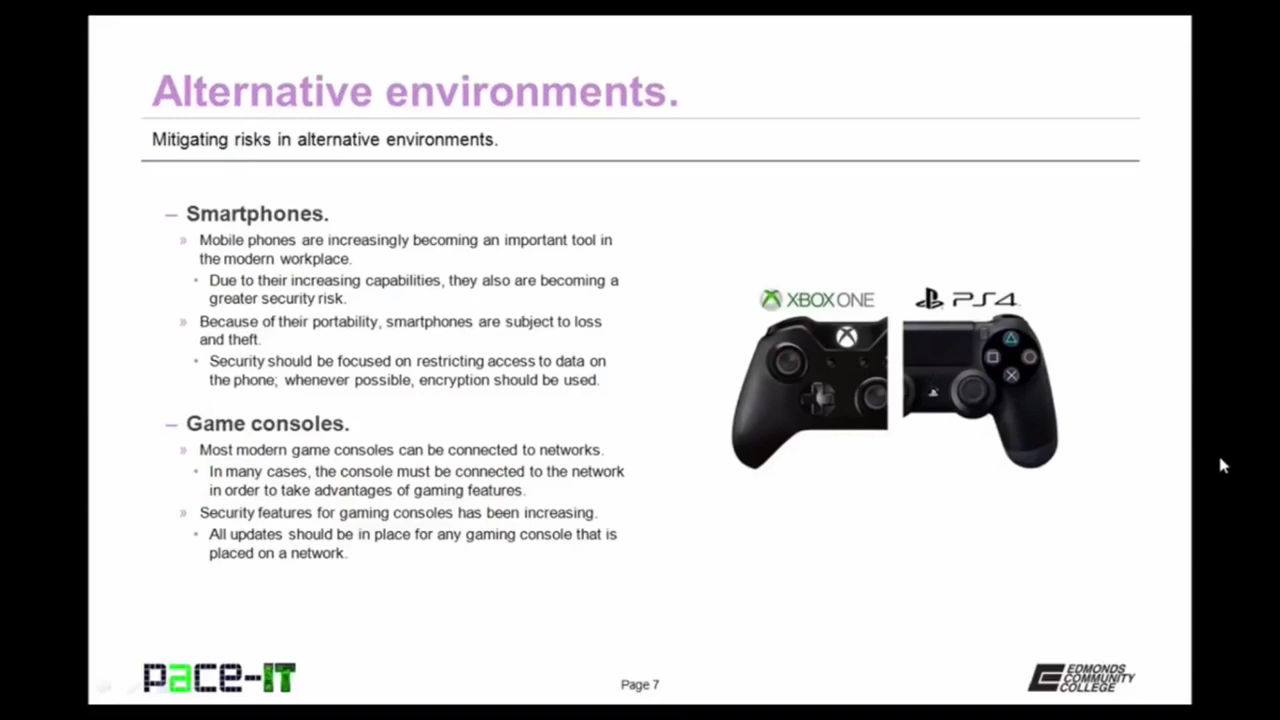 Alternative environments.
Mitigating risks in alternative environments.
– Smartphones.
» Mobile phones are increasingly becoming an important tool in
the modern workplace.
• Due to their increasing capabilities, they also are becoming a
greater security risk.
» Because of their portability, smartphones are subject to loss
and theft.
• Security should be focused on restricting access to data on
the phone; whenever possible, encryption should be used.
– Game consoles.
» Most modern game consoles can be connected to networks.
• In many cases, the console must be connected to the network
in order to take advantages of gaming features.
» Security features for gaming consoles has been increasing.
• All updates should be in place for any gaming console that is
placed on a network.
XBOX ONE
PS4
pace-IT
Page 7
EDMONDS
COMMUNITY
COLLEGE